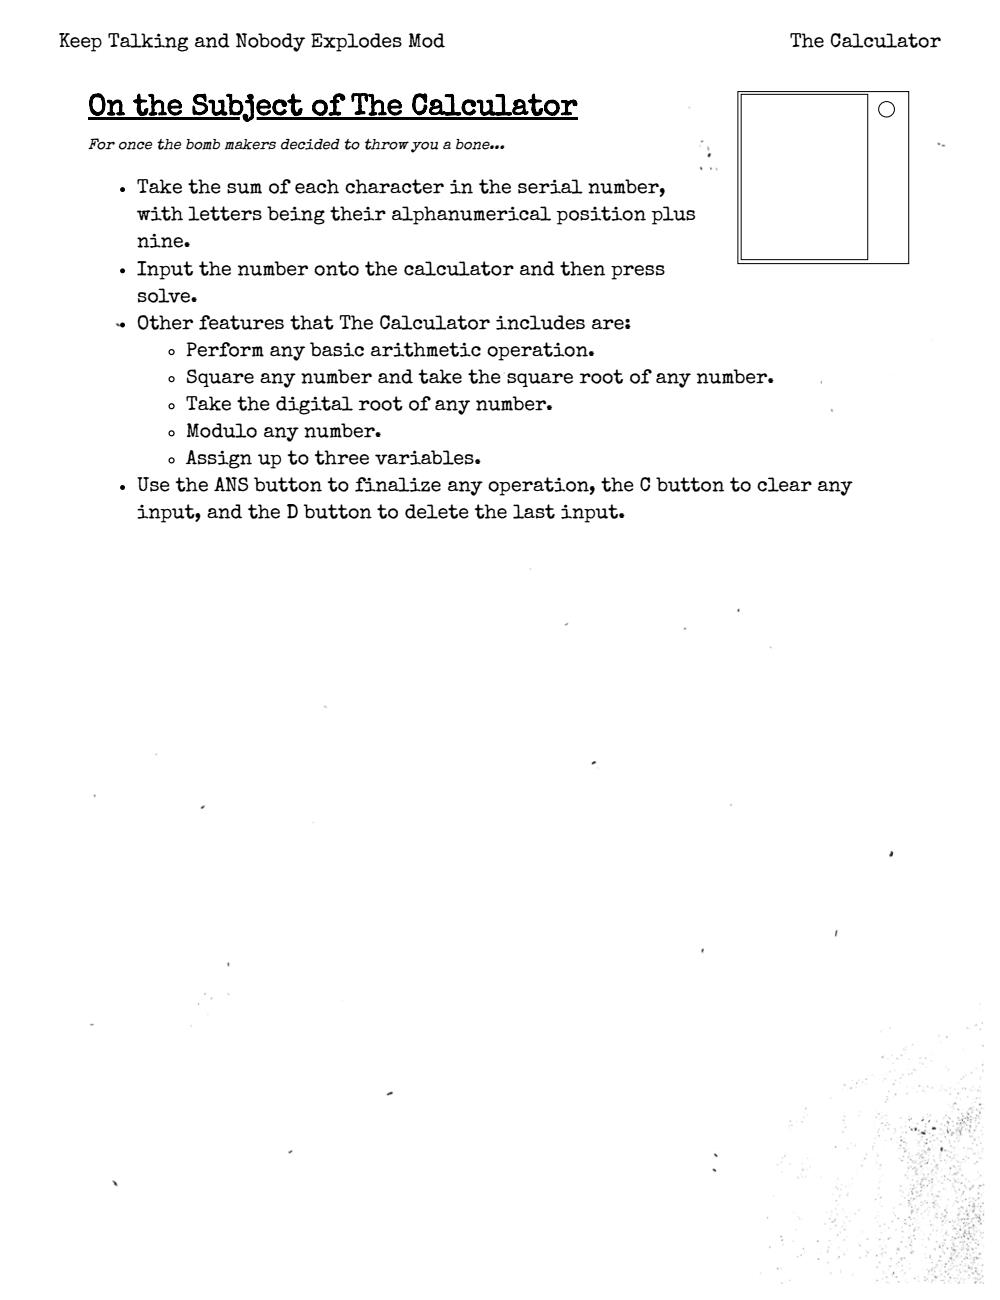 Keep Talking and Nobody Explodes Mod
The Calculator
On the Subject of The Calculator
For once the bomb makers decided to throw you a bone...
• Take the sum of each character in the serial number,
with letters being their alphanumerical position plus
nine.
• Input the number onto the calculator and then press
solve.
• Other features that The Calculator includes are:
◦ Perform any basic arithmetic operation.
◦ Square any number and take the square root of any number.
◦ Take the digital root of any number.
◦ Modulo any number.
◦ Assign up to three variables.
• Use the ANS button to finalize any operation, the C button to clear any
input, and the D button to delete the last input.